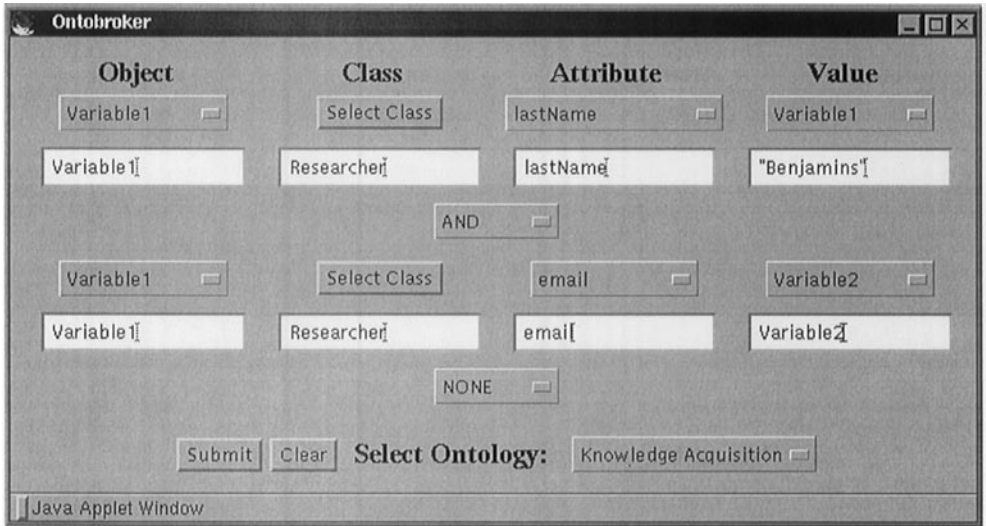 Ontobroker
Object Class Attribute Value
Variable1 Select Class lastName Variable1
Variable1 Researcher lastName "Benjamins"
AND
Variable1 Select Class email Variable2
Variable1 Researcher email Variable2
NONE
Submit Clear Select Ontology: Knowledge Acquisition
Java Applet Window